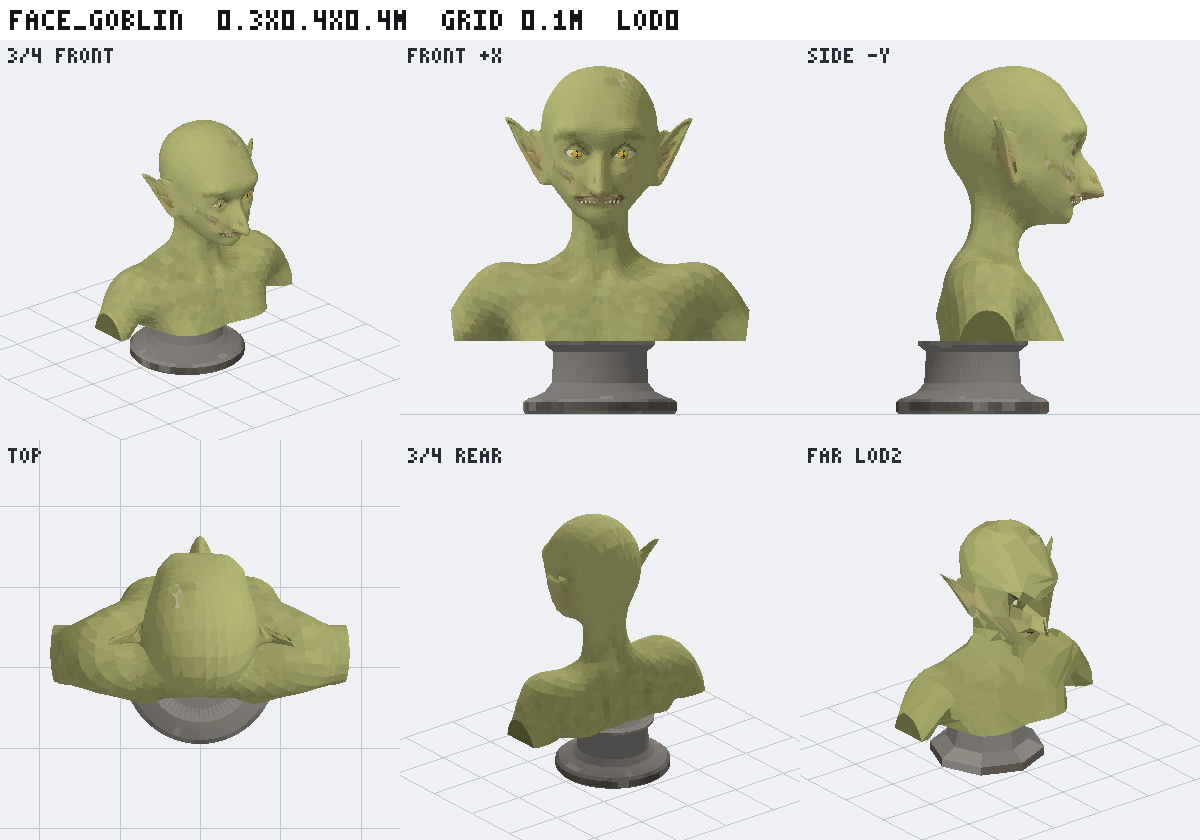 FACE_GOBLIN  0.3X0.4X0.4M  GRID 0.1M  LOD0
3/4 FRONT
FRONT +X
SIDE -Y
TOP
3/4 REAR
FAR LOD2